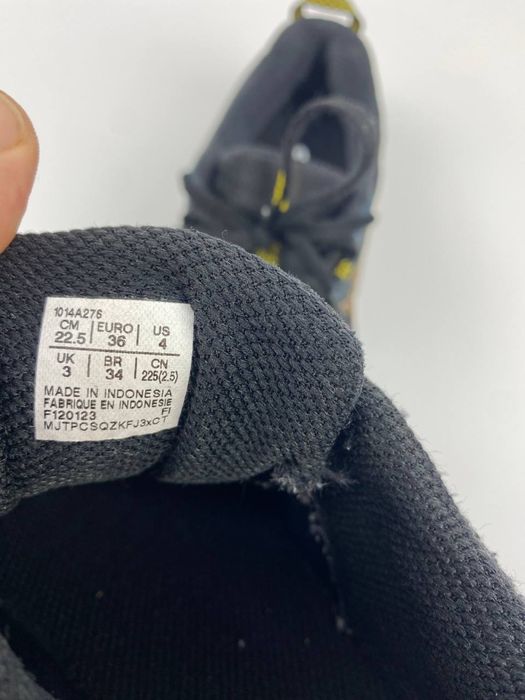 1014A276
CM | EURO | US
22.5 | 36 | 4
UK | BR | CN
3 | 34 | 225(2.5)
MADE IN INDONESIA
FABRIQUE EN INDONESIE
F120123 FI
MJTPCSQZKFJ3xCT